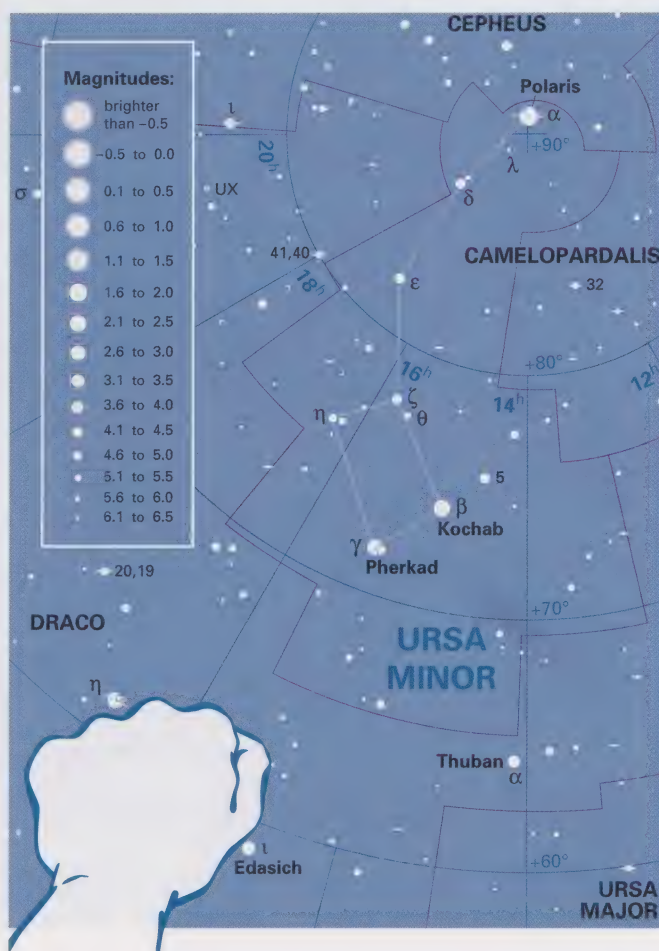 CEPHEUS
Magnitudes:
brighter
than −0.5
−0.5 to 0.0
0.1 to 0.5
0.6 to 1.0
1.1 to 1.5
1.6 to 2.0
2.1 to 2.5
2.6 to 3.0
3.1 to 3.5
3.6 to 4.0
4.1 to 4.5
4.6 to 5.0
5.1 to 5.5
5.6 to 6.0
6.1 to 6.5
Polaris
α
ι
20h
+90°
λ
σ
UX
δ
41,40
CAMELOPARDALIS
18h
ε
32
16h
+80°
12h
14h
ζ
η
θ
5
β
Kochab
γ
Pherkad
20,19
+70°
DRACO
URSA
MINOR
η
Thuban
α
ι
Edasich
+60°
URSA
MAJOR